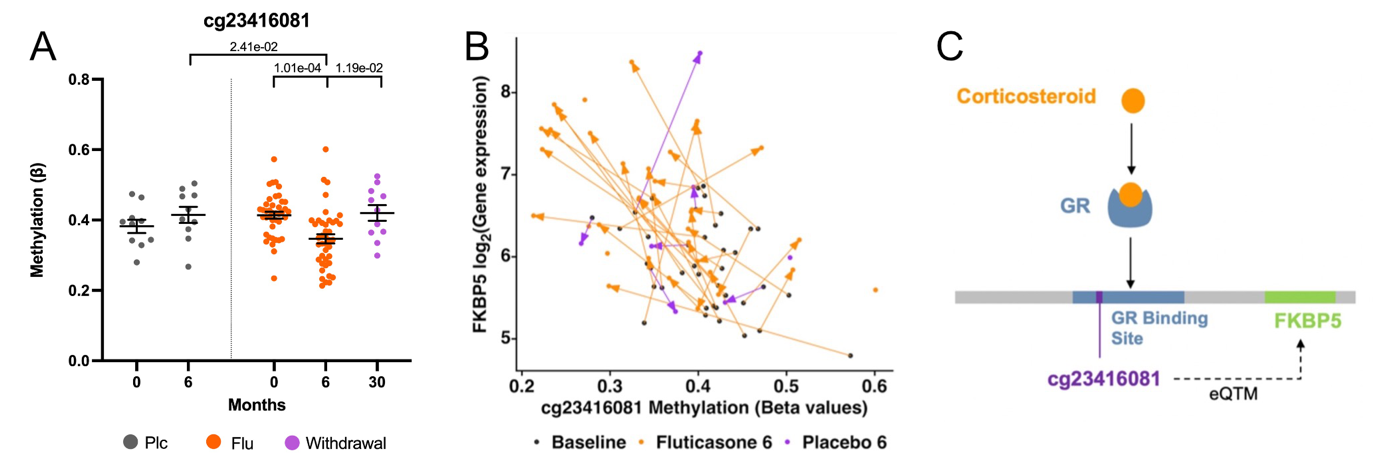 A
cg23416081
2.41e-02
1.01e-04
1.19e-02
0.8
0.6
0.4
0.2
0.0
Methylation (β)
0 6 0 6 30
Months
Plc Flu Withdrawal
B
8
7
6
5
FKBP5 log2(Gene expression)
0.2 0.3 0.4 0.5 0.6
cg23416081 Methylation (Beta values)
Baseline Fluticasone 6 Placebo 6
C
Corticosteroid
GR
GR Binding
Site
FKBP5
cg23416081
eQTM